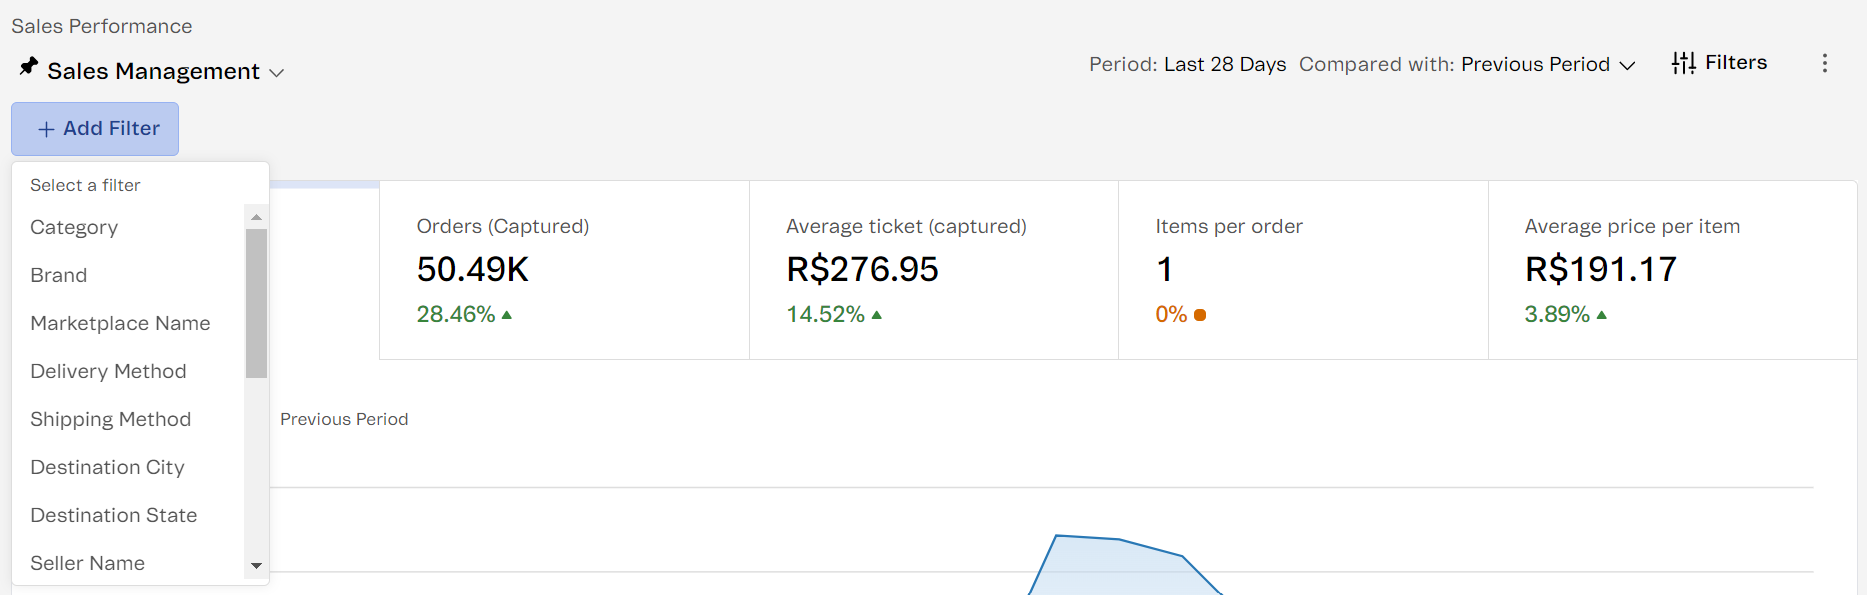 Sales Performance
Sales Management
Period: Last 28 Days Compared with: Previous Period
Filters
+ Add Filter
Select a filter
Category
Brand
Marketplace Name
Delivery Method
Shipping Method
Destination City
Destination State
Seller Name
Orders (Captured)
50.49K
28.46%
Average ticket (captured)
R$276.95
14.52%
Items per order
1
0%
Average price per item
R$191.17
3.89%
Previous Period